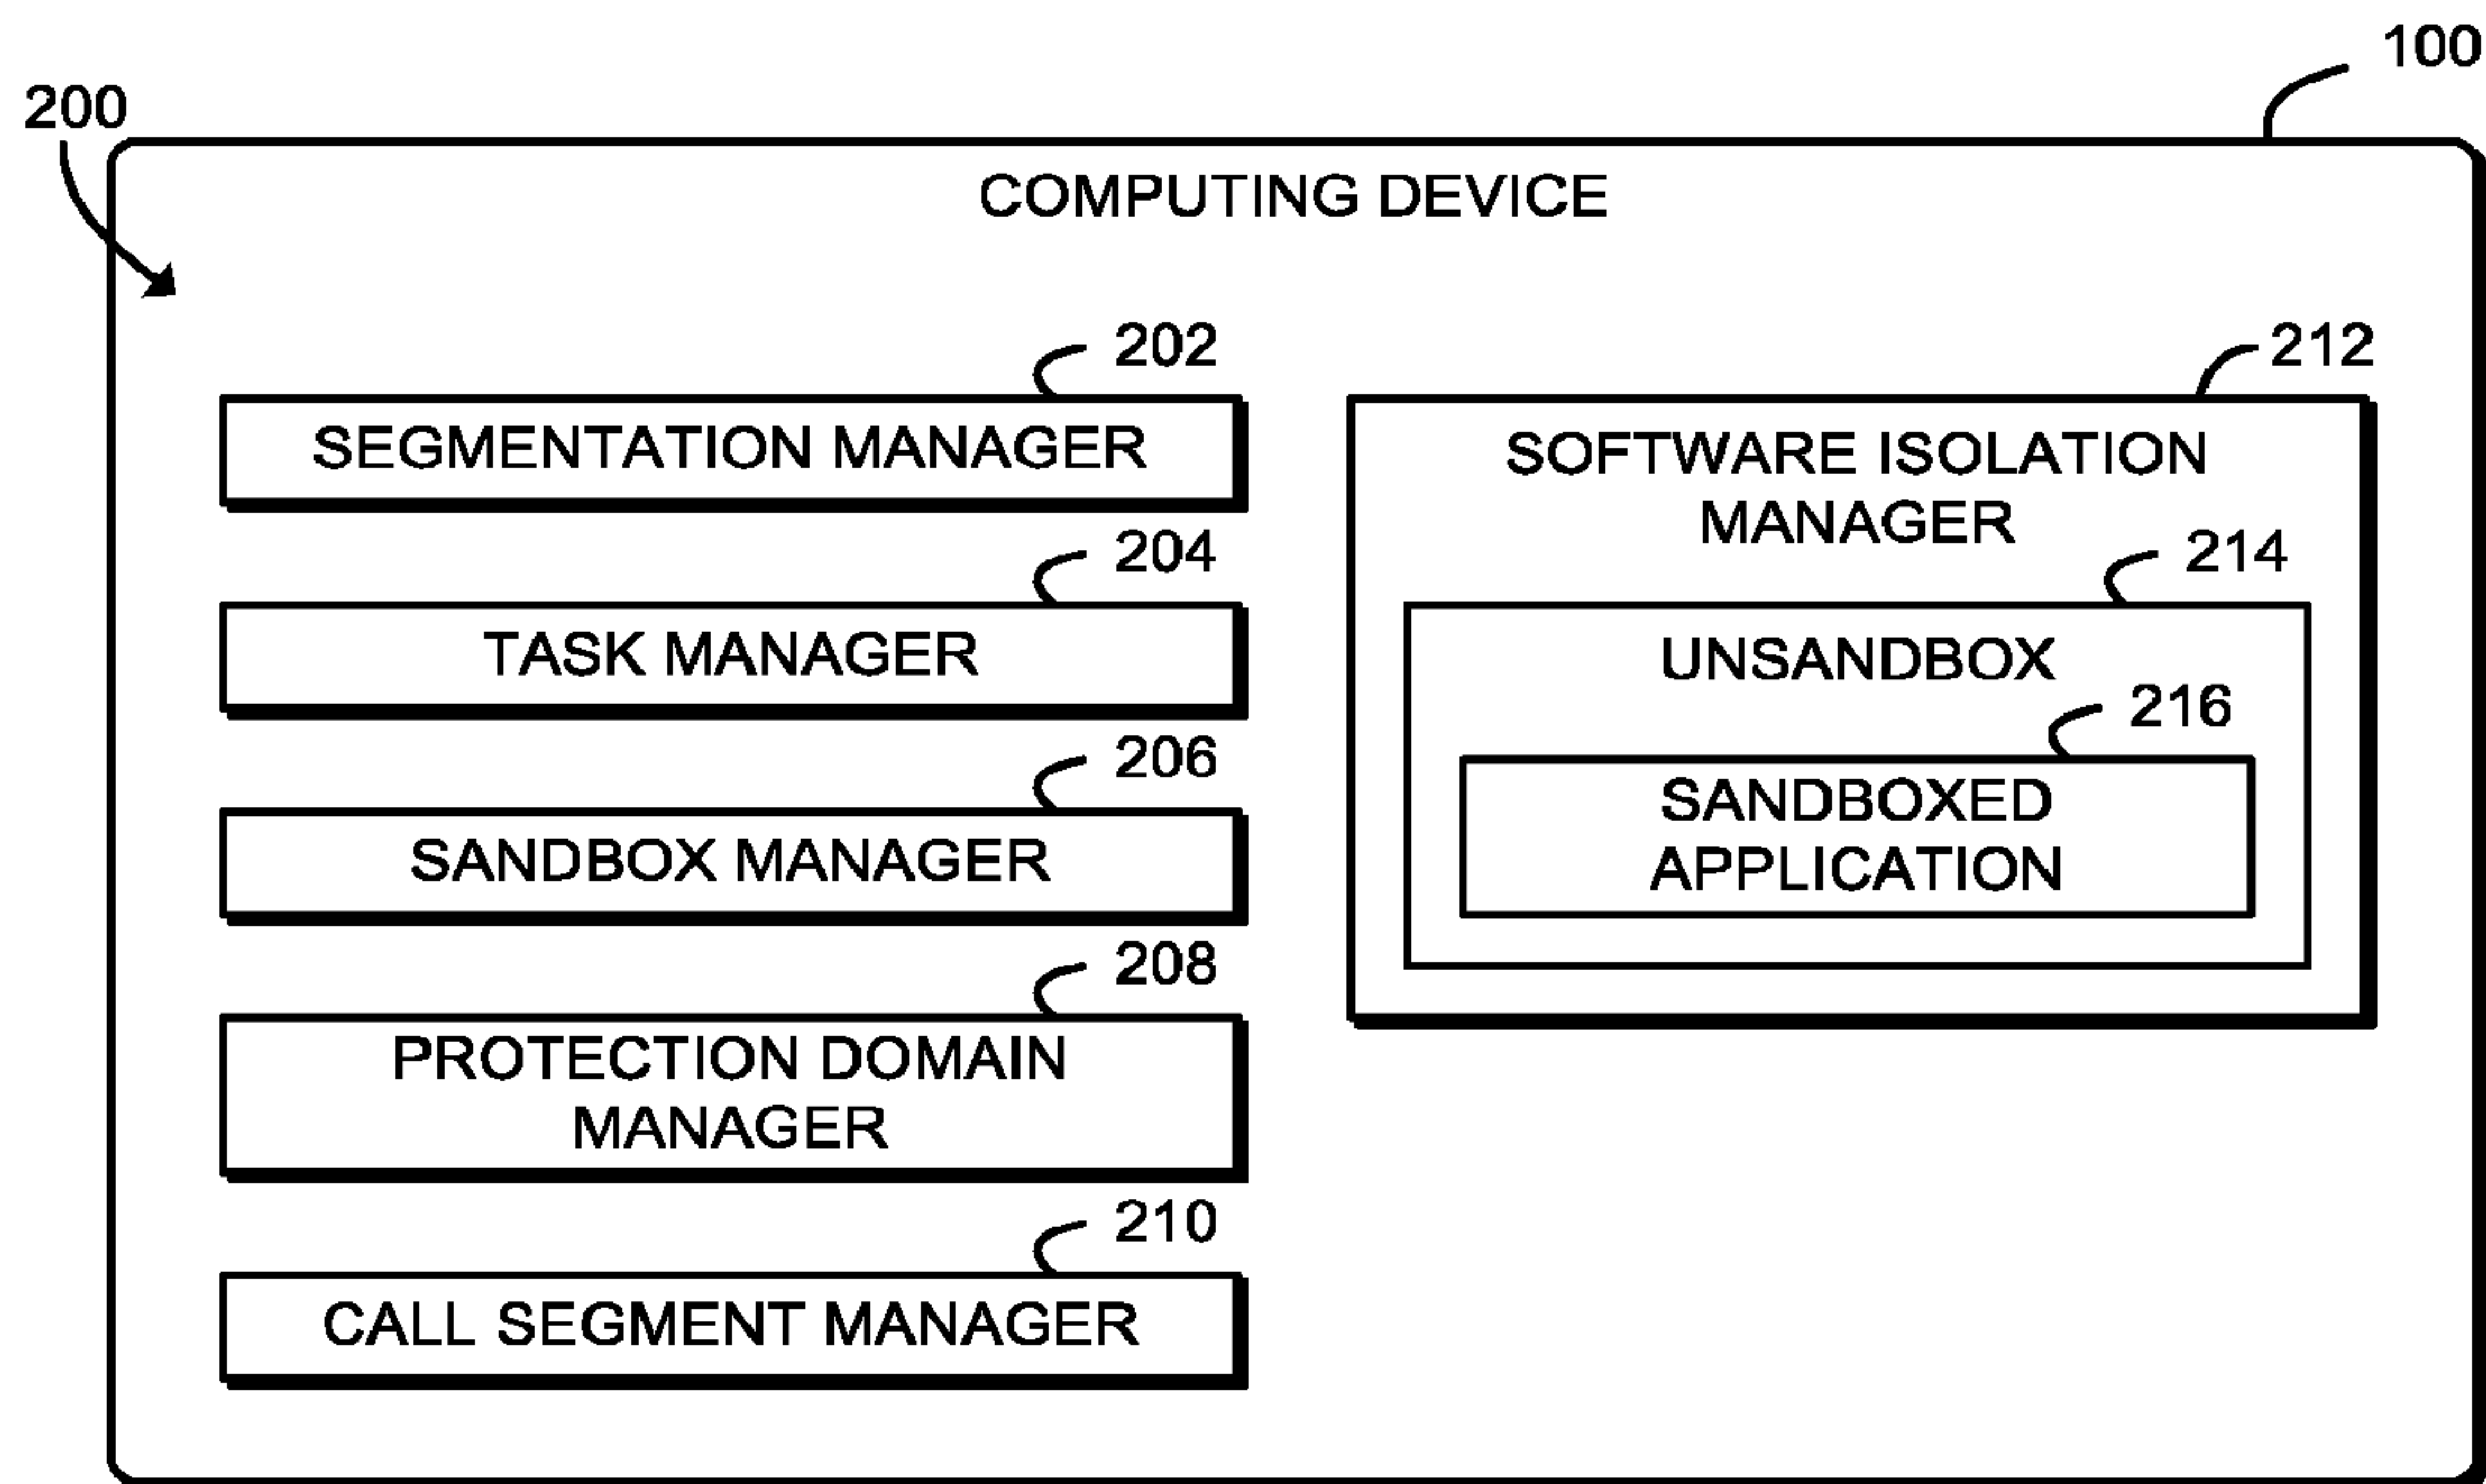 100
200
COMPUTING DEVICE
202
SEGMENTATION MANAGER
204
TASK MANAGER
206
SANDBOX MANAGER
208
PROTECTION DOMAIN
MANAGER
210
CALL SEGMENT MANAGER
212
SOFTWARE ISOLATION
MANAGER
214
UNSANDBOX
216
SANDBOXED
APPLICATION